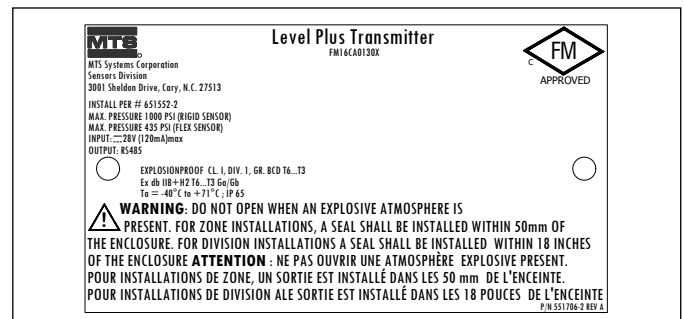 MTS
Level Plus Transmitter
FM16CA0130X
MTS Systems Corporation
Sensors Division
3001 Sheldon Drive, Cary, N.C. 27513
C FM
APPROVED
INSTALL PER # 651552-2
MAX. PRESSURE 1000 PSI (RIGID SENSOR)
MAX. PRESSURE 435 PSI (FLEX SENSOR)
INPUT: ⎓28V (120mA)max
OUTPUT: RS485
EXPLOSIONPROOF CL. I, DIV. 1, GR. BCD T6...T3
Ex db IIB+H2 T6...T3 Ga/Gb
Ta = -40°C to +71°C ; IP 65
WARNING: DO NOT OPEN WHEN AN EXPLOSIVE ATMOSPHERE IS
PRESENT. FOR ZONE INSTALLATIONS, A SEAL SHALL BE INSTALLED WITHIN 50mm OF
THE ENCLOSURE. FOR DIVISION INSTALLATIONS A SEAL SHALL BE INSTALLED WITHIN 18 INCHES
OF THE ENCLOSURE ATTENTION : NE PAS OUVRIR UNE ATMOSPHÈRE EXPLOSIVE PRESENT.
POUR INSTALLATIONS DE ZONE, UN SORTIE EST INSTALLÉ DANS LES 50 mm DE L'ENCEINTE.
POUR INSTALLATIONS DE DIVISION ALE SORTIE EST INSTALLÉ DANS LES 18 POUCES DE L'ENCEINTE
P/N 551706-2 REV A